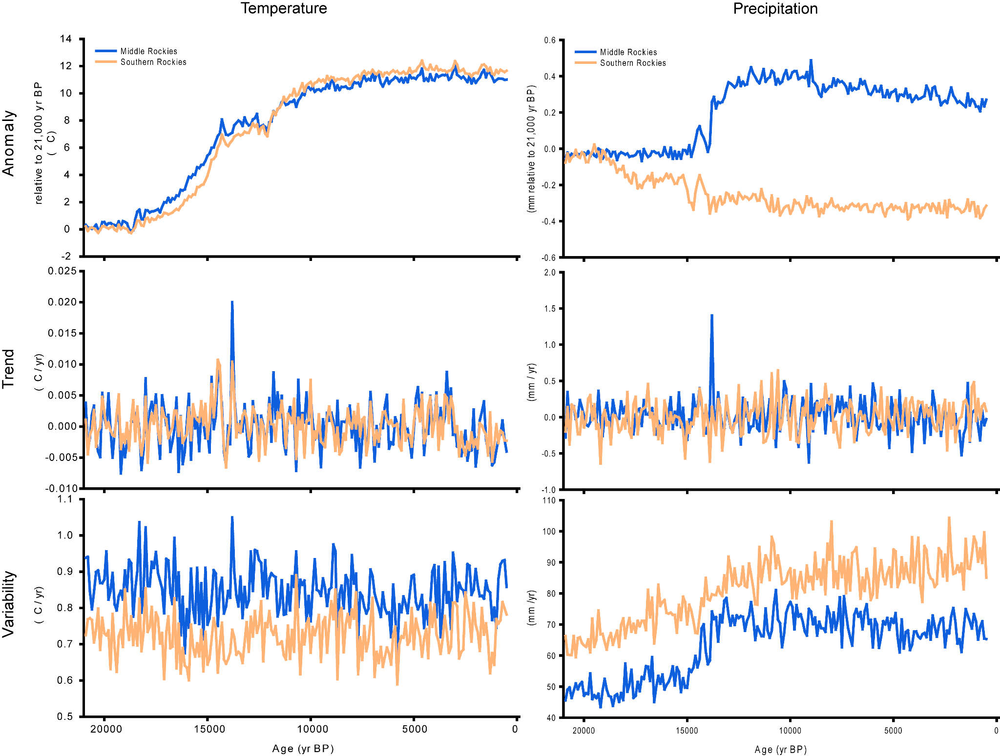 Temperature
Precipitation
Anomaly
relative to 21,000 yr BP
( C)
14
12
10
8
6
4
2
0
-2
Middle Rockies
Southern Rockies
(mm relative to 21,000 yr BP)
0.6
0.4
0.2
0.0
-0.2
-0.4
-0.6
Middle Rockies
Southern Rockies
Trend
( C / yr)
0.025
0.020
0.015
0.010
0.005
0.000
-0.005
-0.010
(mm / yr)
2.0
1.5
1.0
0.5
0.0
-0.5
-1.0
Variability
( C / yr)
1.1
1.0
0.9
0.8
0.7
0.6
0.5
20000 15000 10000 5000 0
Age (yr BP)
(mm /yr)
110
100
90
80
70
60
50
40
20000 15000 10000 5000 0
Age (yr BP)